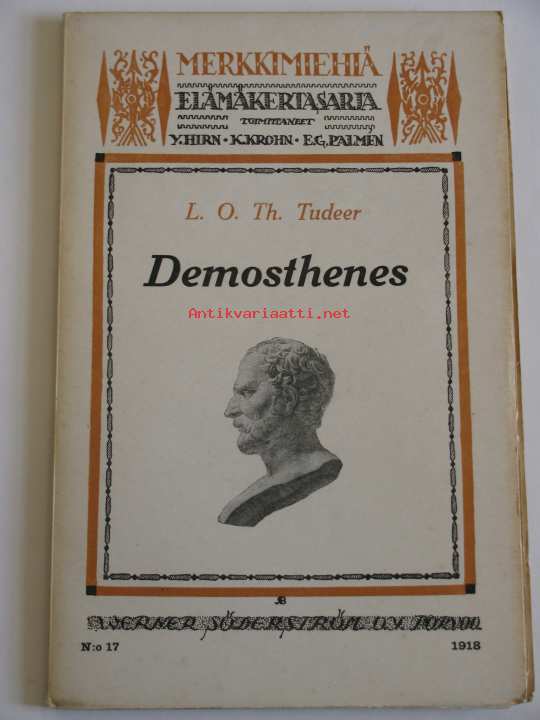 MERKKIMIEHIÄ
ELÄMÄKERTASARJA
TOIMITTANEET
Y. HIRN · K. KROHN · E. G. PALMÉN
L. O. Th. Tudeer
Demosthenes
Antikvariaatti.net
WERNER SÖDERSTRÖM O.Y. PORVOO
N:o 17
1918